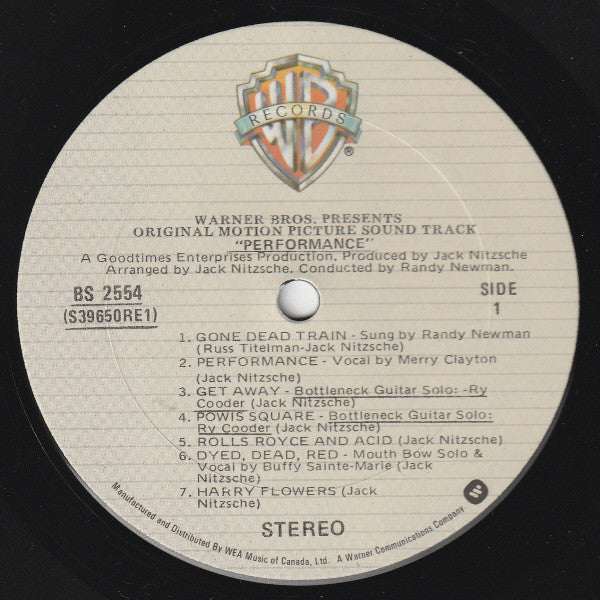 WB
RECORDS
®
WARNER BROS. PRESENTS
ORIGINAL MOTION PICTURE SOUND TRACK
"PERFORMANCE"
A Goodtimes Enterprises Production. Produced by Jack Nitzsche
Arranged by Jack Nitzsche. Conducted by Randy Newman.
BS 2554
(S39650RE1)
SIDE
1
1. GONE DEAD TRAIN - Sung by Randy Newman
(Russ Titelman-Jack Nitzsche)
2. PERFORMANCE - Vocal by Merry Clayton
(Jack Nitzsche)
3. GET AWAY - Bottleneck Guitar Solo: -Ry
Cooder (Jack Nitzsche)
4. POWIS SQUARE - Bottleneck Guitar Solo:
Ry Cooder (Jack Nitzsche)
5. ROLLS ROYCE AND ACID (Jack Nitzsche)
6. DYED, DEAD, RED - Mouth Bow Solo &
Vocal by Buffy Sainte-Marie (Jack
Nitzsche)
7. HARRY FLOWERS (Jack
Nitzsche)
STEREO
Manufactured and Distributed By WEA Music of Canada, Ltd. A Warner Communications Company